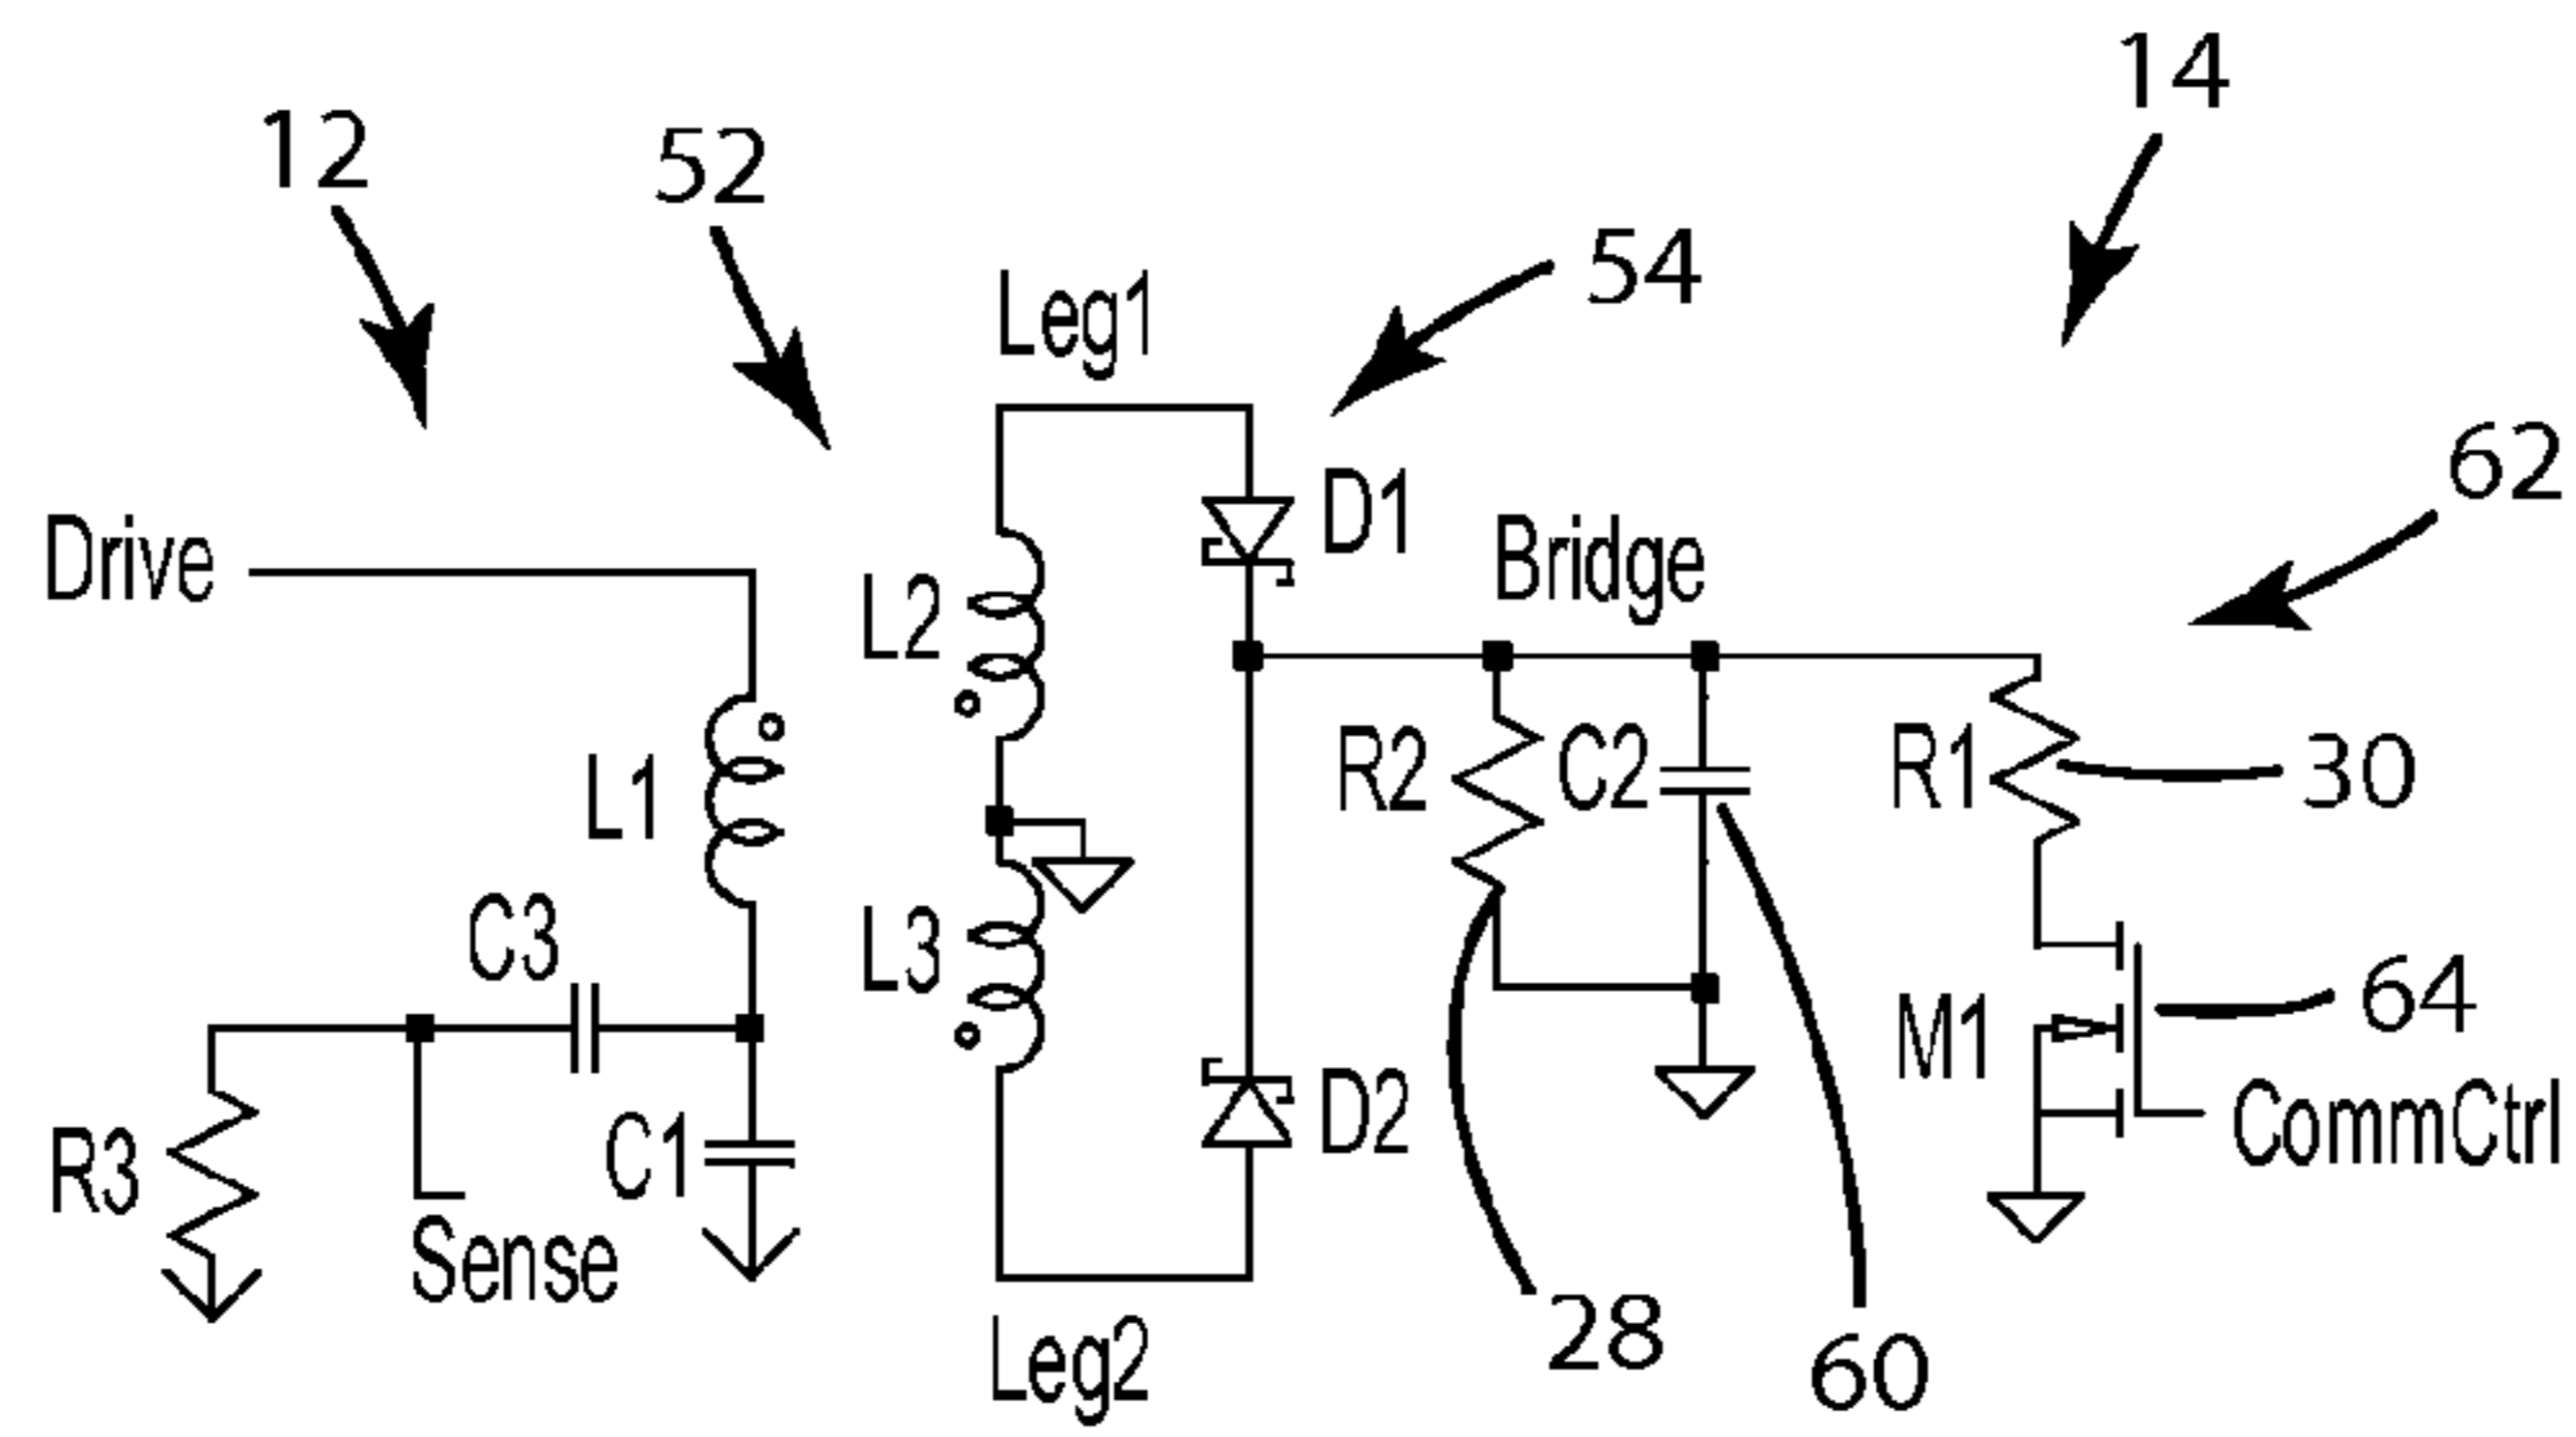 14
12
52
54
Leg1
62
D1
Drive
Bridge
L2
L1
R2
C2
R1
30
C3
L3
M1
64
R3
C1
D2
CommCtrl
Sense
28
Leg2
60